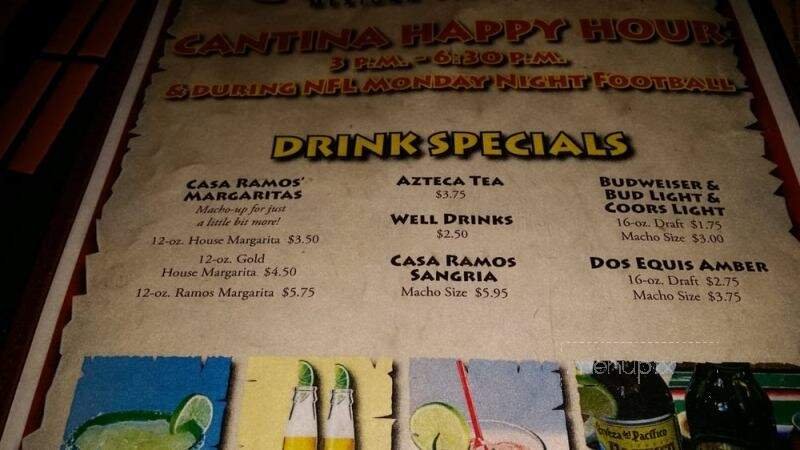 CANTINA HAPPY HOUR
3 P.M. - 6:30 P.M.
& DURING NFL MONDAY NIGHT FOOTBALL
DRINK SPECIALS
CASA RAMOS'
MARGARITAS
Macho-up for just
a little bit more!
12-oz. House Margarita $3.50
12-oz. Gold
House Margarita $4.50
12-oz. Ramos Margarita $5.75
AZTECA TEA
$3.75
WELL DRINKS
$2.50
CASA RAMOS
SANGRIA
Macho Size $5.95
BUDWEISER &
BUD LIGHT &
COORS LIGHT
16-oz. Draft $1.75
Macho Size $3.00
DOS EQUIS AMBER
16-oz. Draft $2.75
Macho Size $3.75
menupix
Cerveza del Pacifico